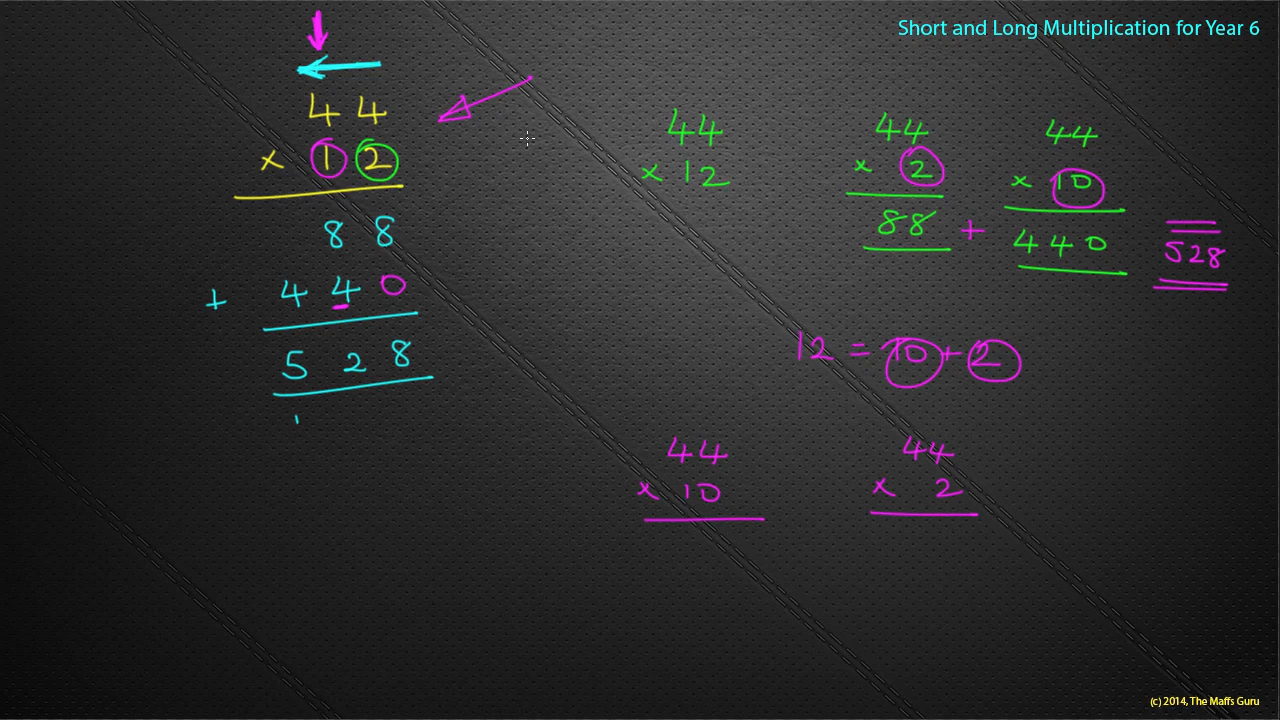 Short and Long Multiplication for Year 6
44
x 12
88
+ 440
528
1
44
x 12
44
x 2
88
+
44
x 10
440
528
12 = 10 + 2
44
x 10
44
x 2
(c) 2014, The Maffs Guru